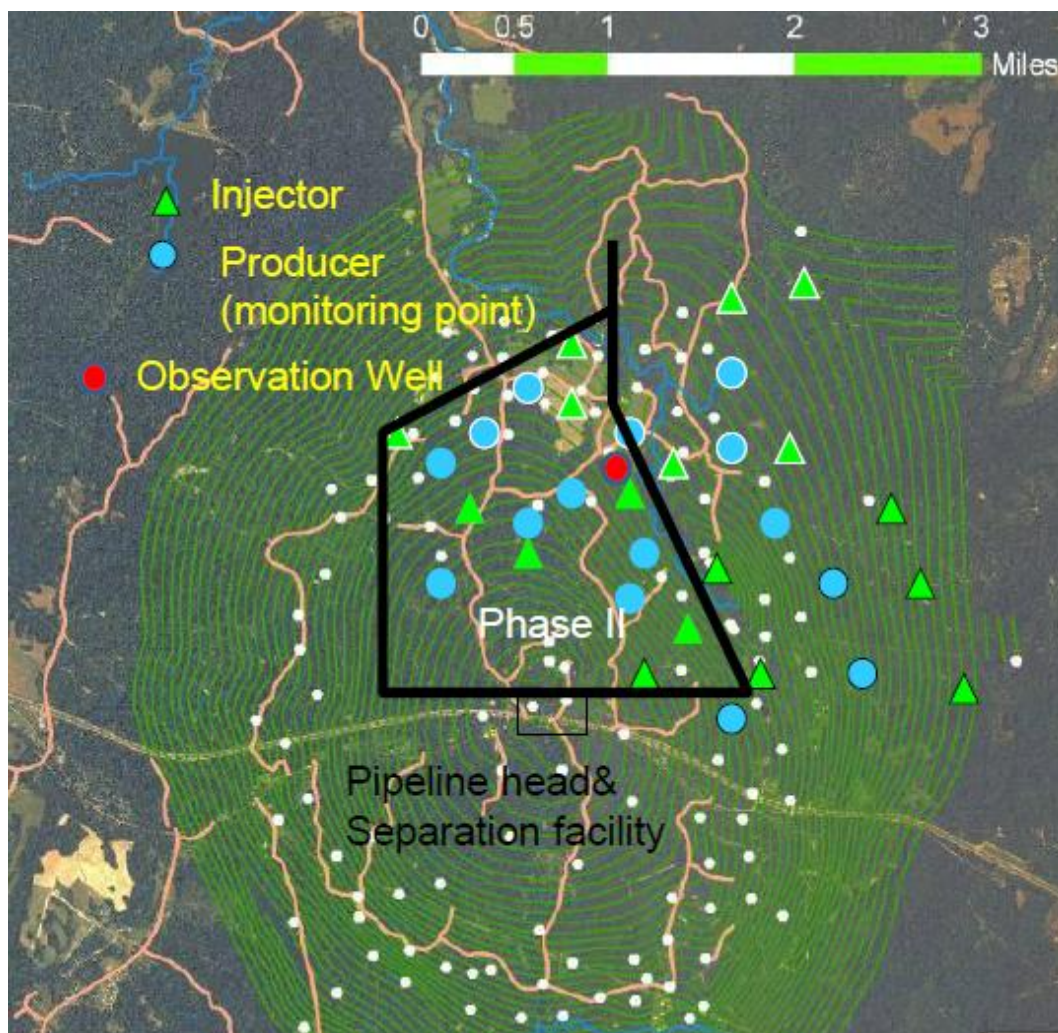 0 0.5 1 2 3
Miles
Injector
Producer
(monitoring point)
Observation Well
Phase II
Pipeline head&
Separation facility